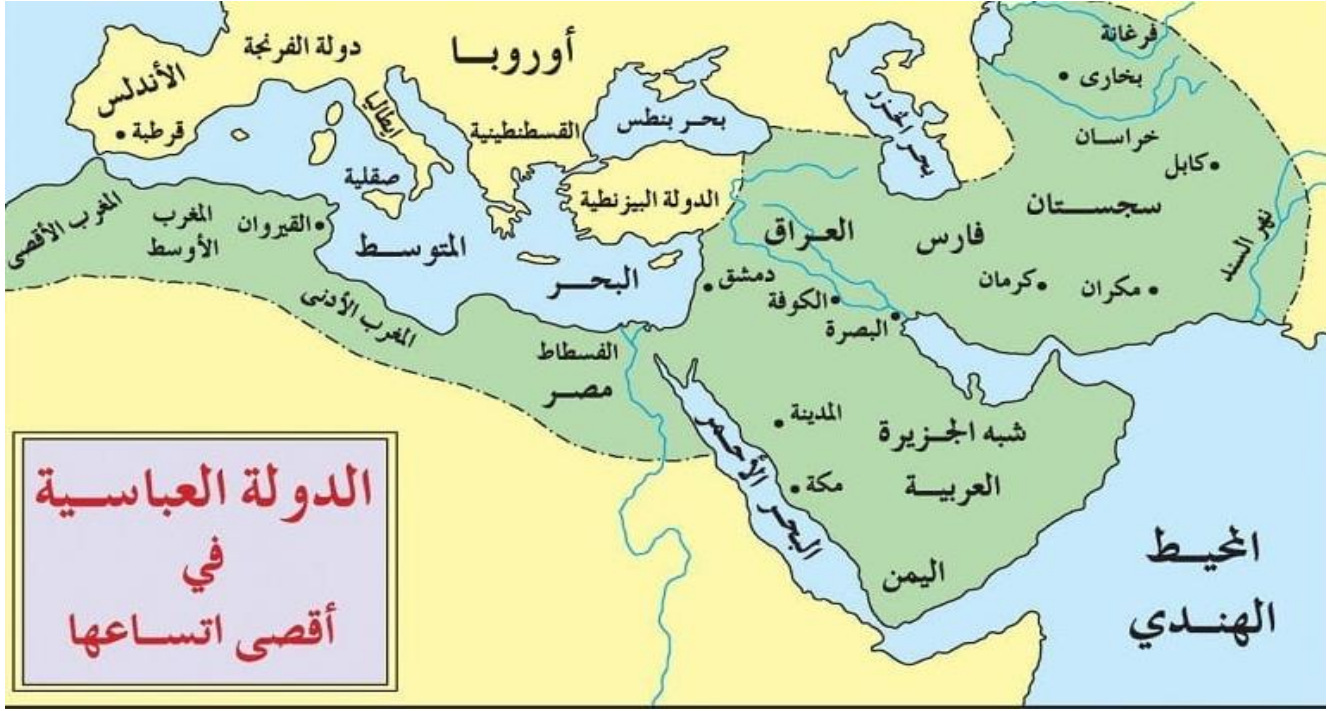 أوروبا
دولة الفرنجة
الأندلس
قرطبة
ايطاليا
صقلية
القسطنطينية
بحر بنطس
الدولة البيزنطية
بحر الخزر
فرغانة
بخارى
خراسان
كابل
سجستان
نهر السند
فارس
كرمان
مكران
العراق
دمشق
الكوفة
البصرة
البحر
المتوسط
القيروان
المغرب
الأوسط
المغرب الأقصى
المغرب الأدنى
الفسطاط
مصر
البحر الأحمر
المدينة
مكة
شبه الجزيرة
العربية
اليمن
المحيط
الهندي
الدولة العباسية
في
أقصى اتساعها